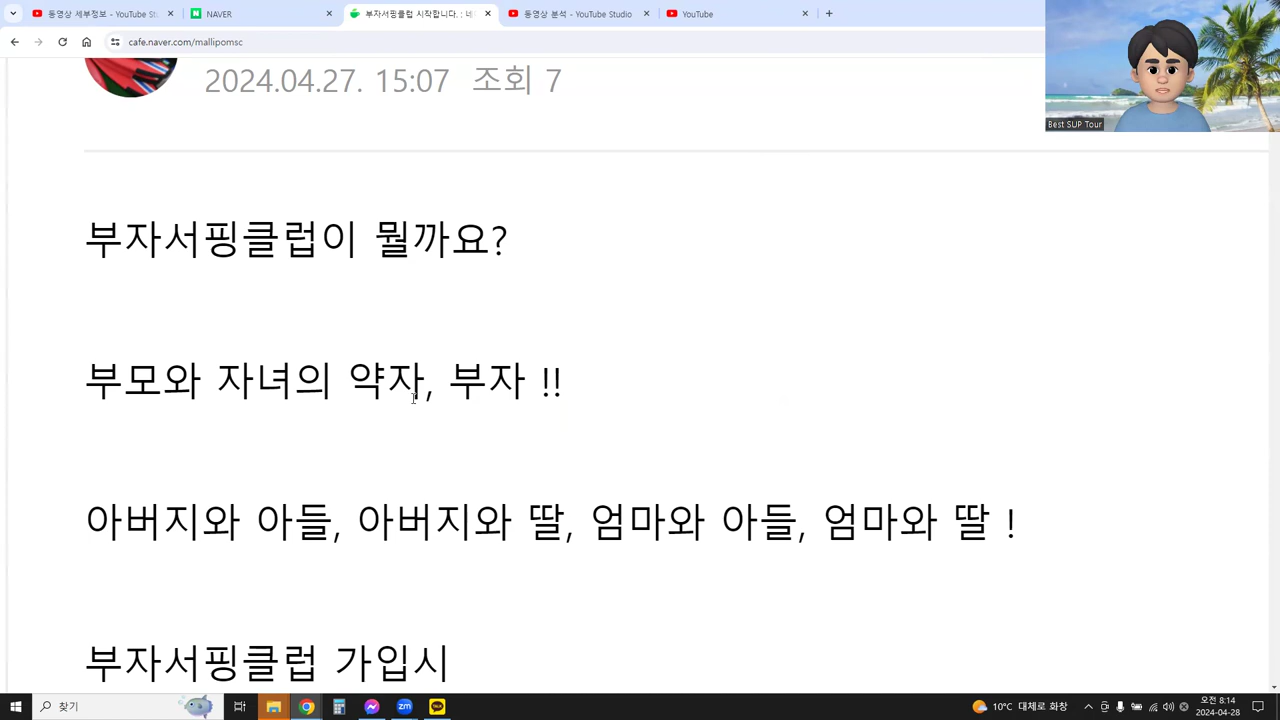 동영상 세부정보 - YouTube St
NAVER
부자서핑클럽 시작합니다. : 네
동영상 분석 - YouTube Studio
YouTube
cafe.naver.com/mallipomsc
Best SUP Tour
2024.04.27. 15:07 조회 7
부자서핑클럽이 뭘까요?
부모와 자녀의 약자, 부자 !!
아버지와 아들, 아버지와 딸, 엄마와 아들, 엄마와 딸 !
부자서핑클럽 가입시
찾기
zm
TALK
10°C 대체로 화창
오전 8:14
2024-04-28